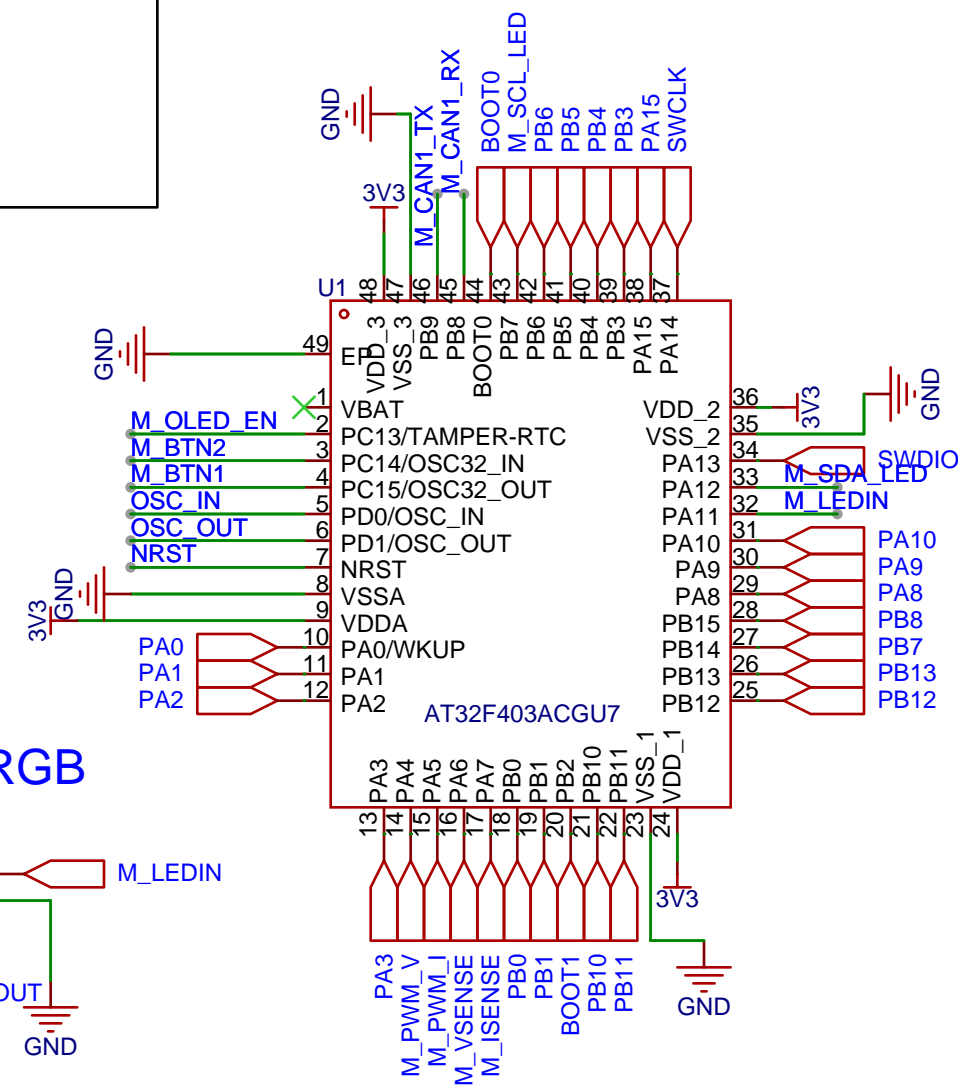 GND
M_CAN1_TX
M_CAN1_RX
BOOT0
M_SCL_LED
PB6
PB5
PB4
PB3
PA15
SWCLK
3V3
U1
48
47
46
45
44
43
42
41
40
39
38
37
VDD_3
VSS_3
PB9
PB8
BOOT0
PB7
PB6
PB5
PB4
PB3
PA15
PA14
GND
49 EP
1 VBAT
M_OLED_EN 2 PC13/TAMPER-RTC
M_BTN2 3 PC14/OSC32_IN
M_BTN1 4 PC15/OSC32_OUT
OSC_IN 5 PD0/OSC_IN
OSC_OUT 6 PD1/OSC_OUT
NRST 7 NRST
GND 8 VSSA
3V3 9 VDDA
PA0 10 PA0/WKUP
PA1 11 PA1
PA2 12 PA2
VDD_2 36 3V3
VSS_2 35 GND
PA13 34 SWDIO
PA12 33 M_SDA_LED
PA11 32 M_LEDIN
PA10 31 PA10
PA9 30 PA9
PA8 29 PA8
PB15 28 PB8
PB14 27 PB7
PB13 26 PB13
PB12 25 PB12
AT32F403ACGU7
PA3
PA4
PA5
PA6
PA7
PB0
PB1
PB2
PB10
PB11
VSS_1
VDD_1
13
14
15
16
17
18
19
20
21
22
23
24
PA3
M_PWM_V
M_PWM_I
M_VSENSE
M_ISENSE
PB0
PB1
BOOT1
PB10
PB11
3V3
GND
RGB
M_LEDIN
OUT
GND